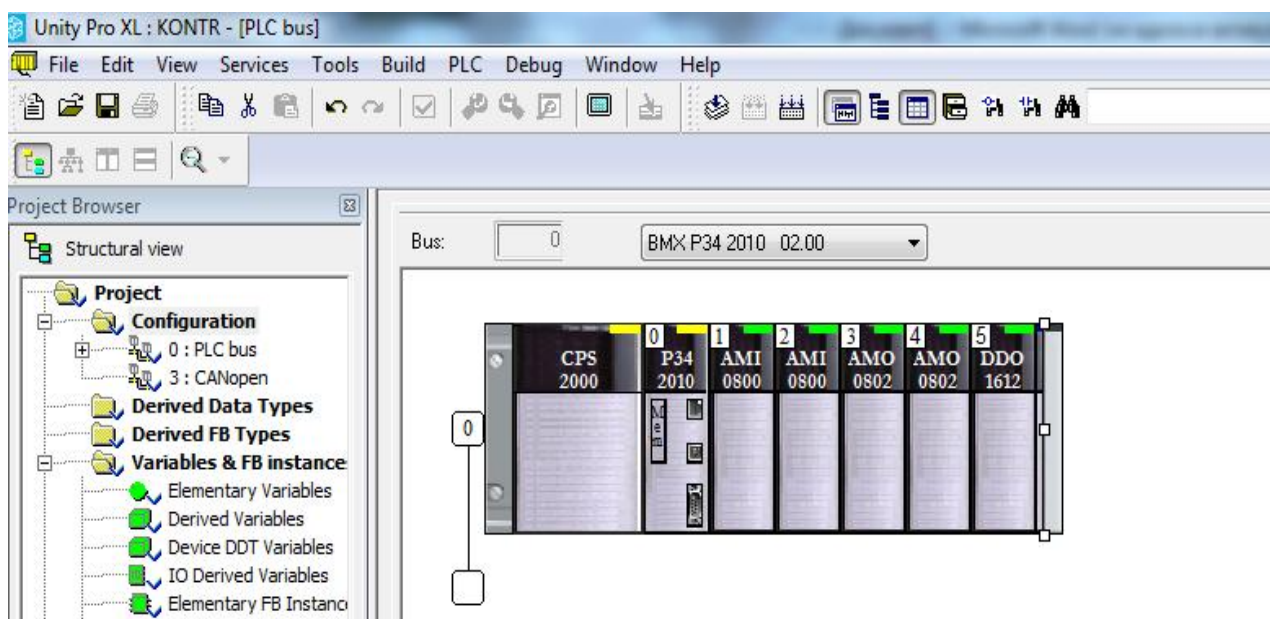 Unity Pro XL : KONTR - [PLC bus]
File Edit View Services Tools Build PLC Debug Window Help
Project Browser
Structural view
Project
Configuration
0 : PLC bus
3 : CANopen
Derived Data Types
Derived FB Types
Variables & FB instance
Elementary Variables
Derived Variables
Device DDT Variables
IO Derived Variables
Elementary FB Instanc
Bus: 0 BMX P34 2010 02.00
0 1 2 3 4 5
CPS P34 AMI AMI AMO AMO DDO
2000 2010 0800 0800 0802 0802 1612
Mem
0